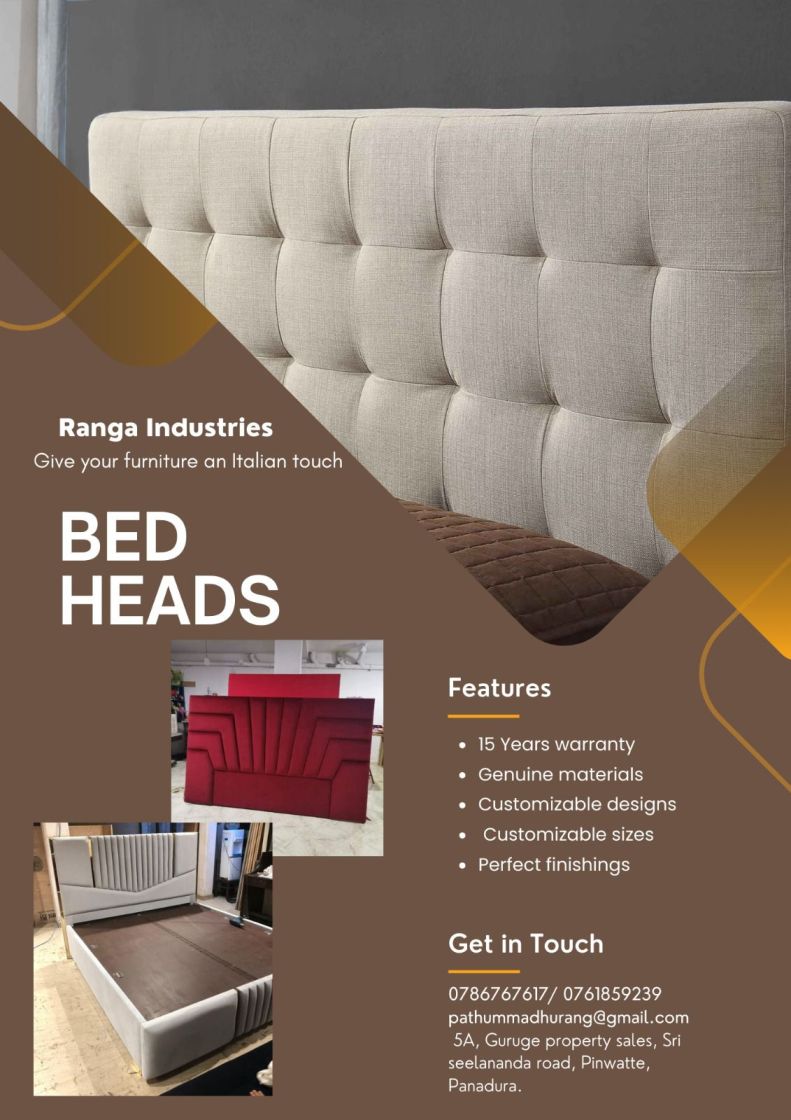 Ranga Industries
Give your furniture an Italian touch
BED
HEADS
Features
• 15 Years warranty
• Genuine materials
• Customizable designs
• Customizable sizes
• Perfect finishings
Get in Touch
0786767617/ 0761859239
pathummadhurang@gmail.com
5A, Guruge property sales, Sri
seelananda road, Pinwatte,
Panadura.